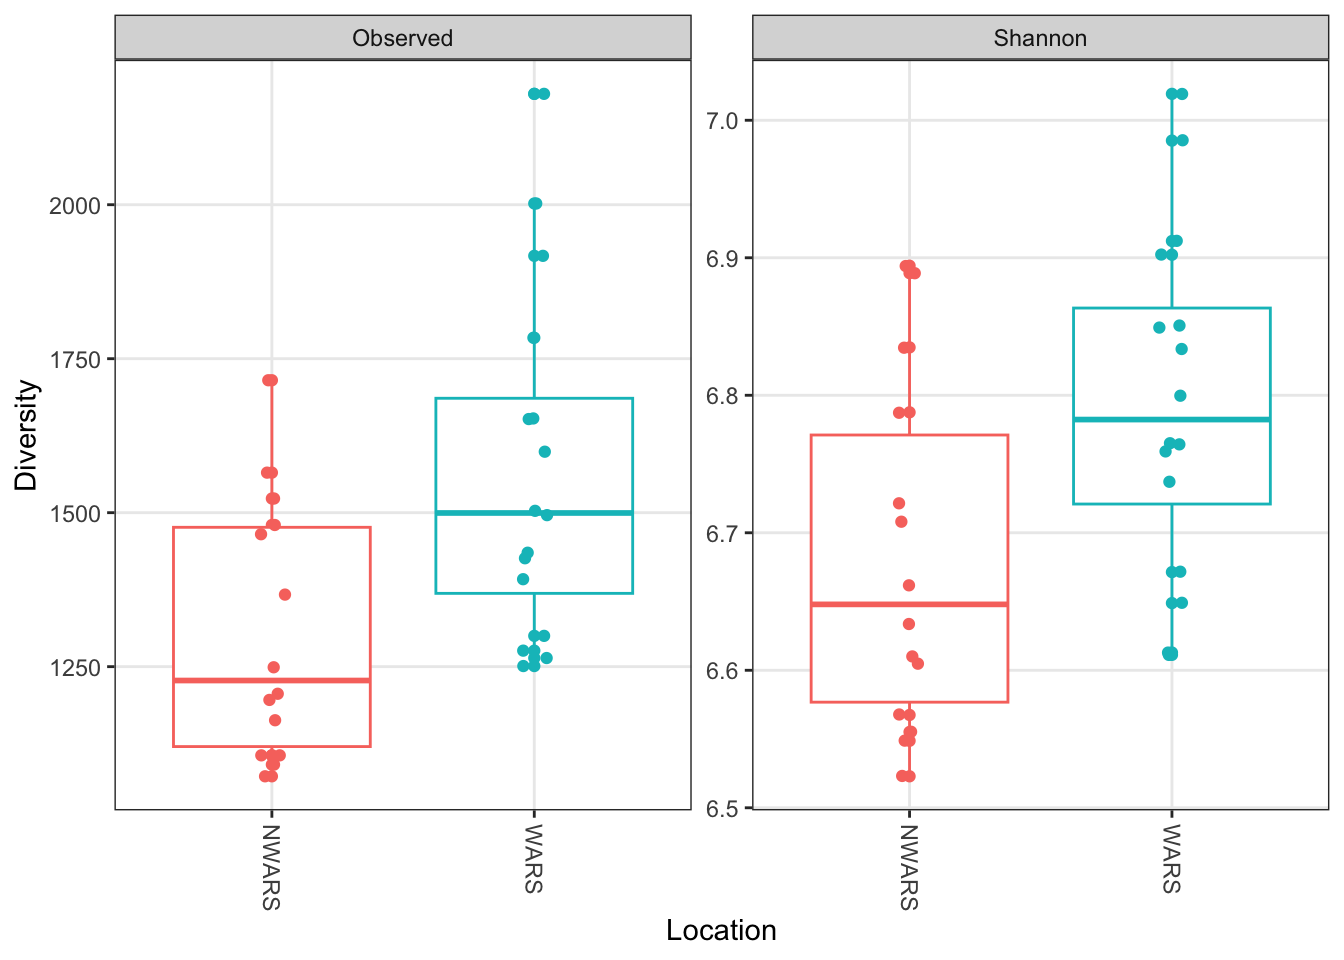 Observed
Shannon
Diversity
2000
1750
1500
1250
7.0
6.9
6.8
6.7
6.6
6.5
NWARS
WARS
NWARS
WARS
Location